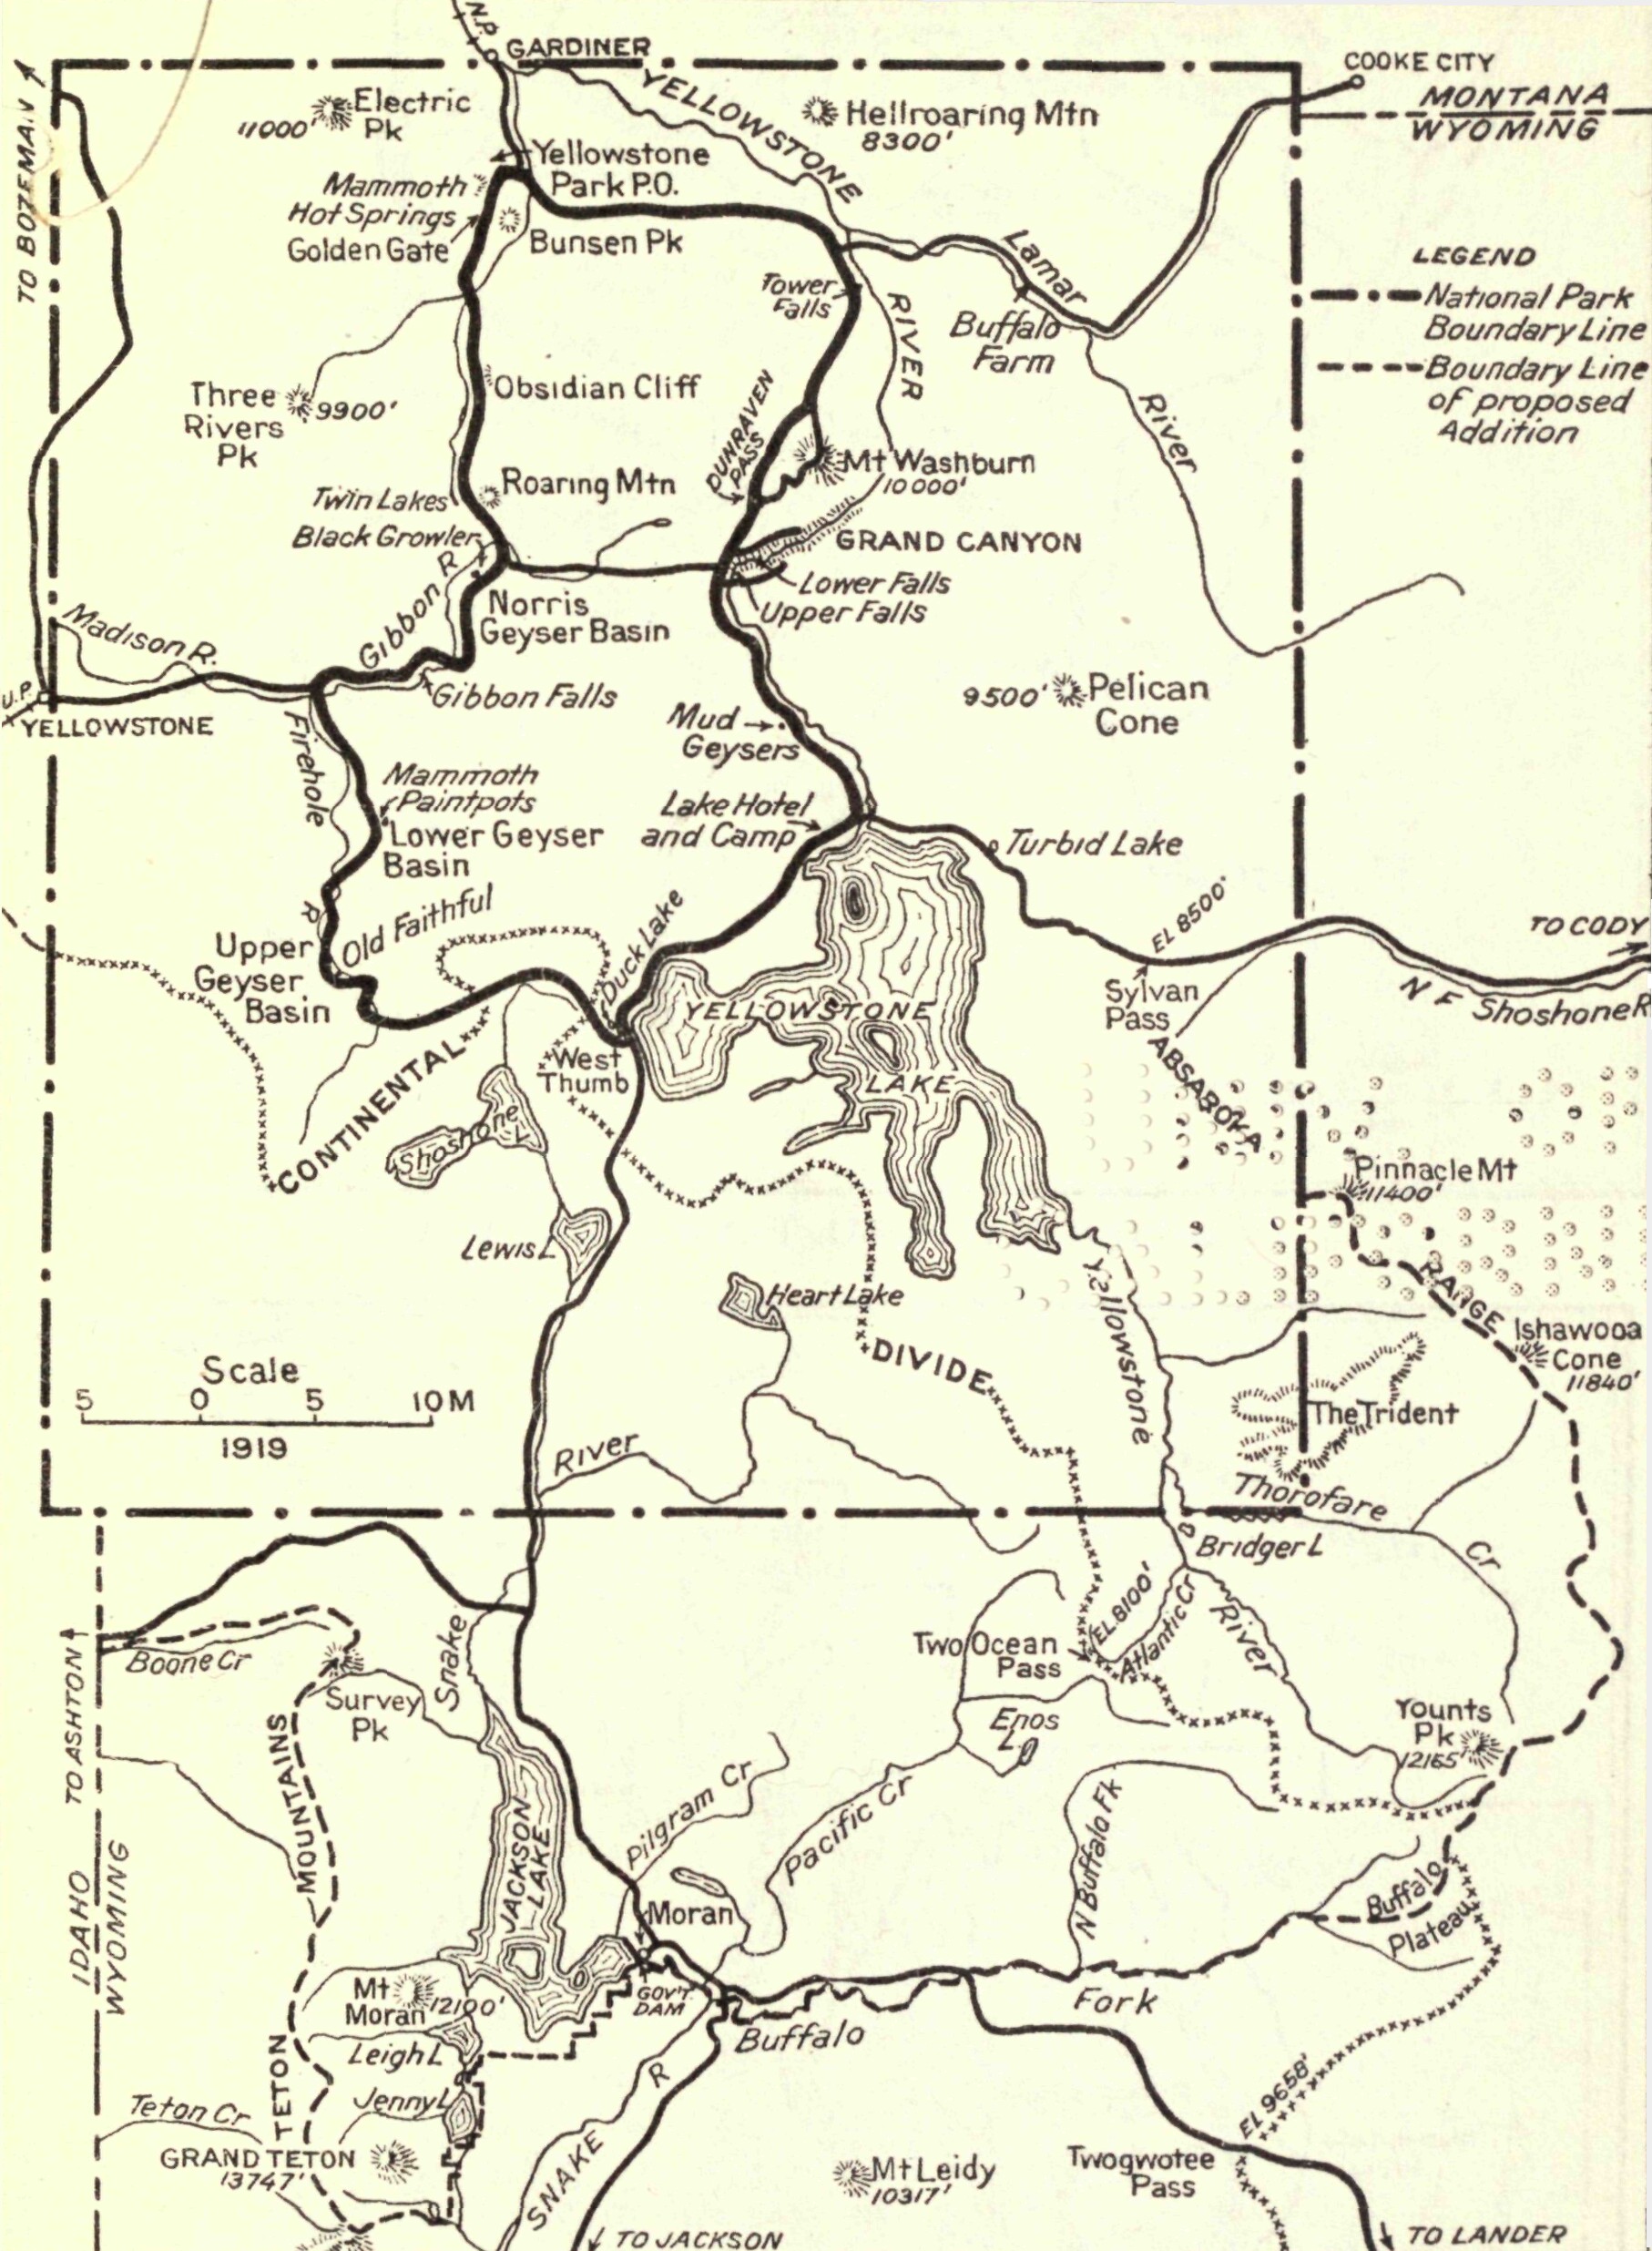 N.P.
GARDINER
COOKE CITY
MONTANA
WYOMING
TO BOZEMAN
Electric
Pk
11000'
YELLOWSTONE
Hellroaring Mtn
8300'
Yellowstone
Park P.O.
Mammoth
Hot Springs
Golden Gate
Bunsen Pk
Tower
Falls
RIVER
Lamar
Buffalo
Farm
River
LEGEND
National Park
Boundary Line
Boundary Line
of proposed
Addition
Three
Rivers
Pk
9900'
Obsidian Cliff
DUNRAVEN
PASS
Mt Washburn
10000'
Twin Lakes
Roaring Mtn
Black Growler
GRAND CANYON
Lower Falls
Upper Falls
Norris
Geyser Basin
Gibbon R
Madison R.
Gibbon Falls
U.P.
YELLOWSTONE
9500'
Pelican
Cone
Mud
Geysers
Firehole
R
Mammoth
Paintpots
Lower Geyser
Basin
Lake Hotel
and Camp
Turbid Lake
Old Faithful
Upper
Geyser
Basin
Duck Lake
EL 8500'
TO CODY
Sylvan
Pass
N F Shoshone R
YELLOWSTONE
LAKE
West
Thumb
CONTINENTAL
Shoshone L
ABSAROKA
Pinnacle Mt
11400'
Lewis L
Heart Lake
DIVIDE
Yellowstone
RANGE
Ishawooa
Cone
11840'
Scale
5 0 5 10 M
1919
The Trident
River
Thorofare
Cr
Bridger L
Snake
Boone Cr
TO ASHTON
Survey
Pk
Two Ocean
Pass
EL 8100'
Atlantic Cr
River
Enos
L
Younts
Pk
12165'
MOUNTAINS
Pilgram Cr
Pacific Cr
N Buffalo Fk
JACKSON
LAKE
IDAHO
WYOMING
Moran
Buffalo
Plateau
Mt
Moran
12100'
GOV'T
DAM
Fork
Buffalo
Leigh L
Jenny L
TETON
Teton Cr
GRAND TETON
13747'
R
SNAKE
Mt Leidy
10317'
Twogwotee
Pass
EL 9658'
TO JACKSON
TO LANDER